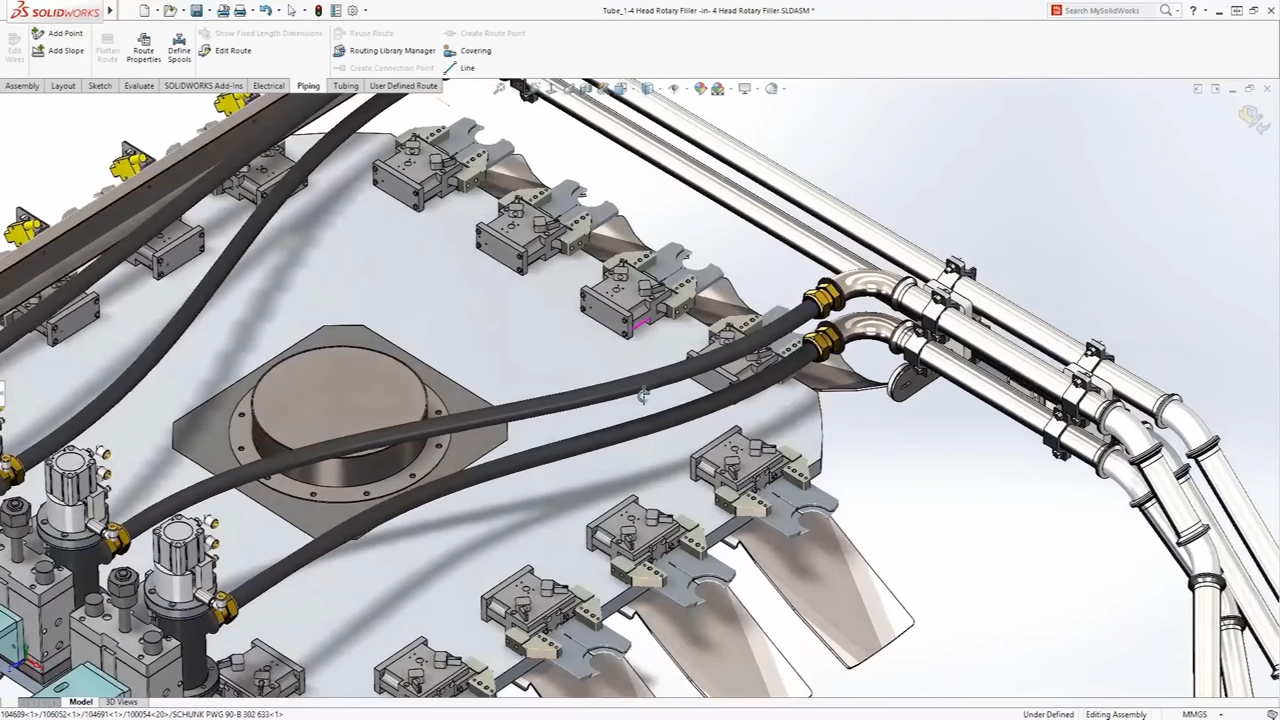 SOLIDWORKS
Tube_1-4 Head Rotary Filler -in- 4 Head Rotary Filler.SLDASM *
Search MySolidWorks
?
Edit Wires
Add Point
Add Slope
Flatten Route
Route Properties
Define Spools
Show Fixed Length Dimensions
Edit Route
Reuse Route
Routing Library Manager
Create Connection Point
Create Route Point
Covering
Line
Assembly
Layout
Sketch
Evaluate
SOLIDWORKS Add-Ins
Electrical
Piping
Tubing
User Defined Route
Model
3D Views
104689<1>/106052<1>/104691<1>/100054<20>/SCHUNK PWG 90-B 302 633<1>
Under Defined
Editing Assembly
MMGS